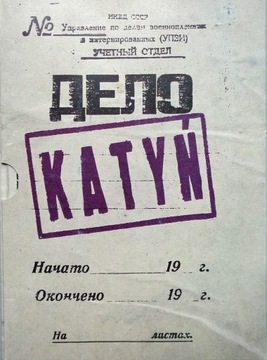 НКВД СССР
№ Управление по делам военнопленных
и интернированных (УПВИ)
УЧЕТНЫЙ ОТДЕЛ
ДЕЛО
KATYŃ
Начато 19 г.
Окончено 19 г.
На листах.